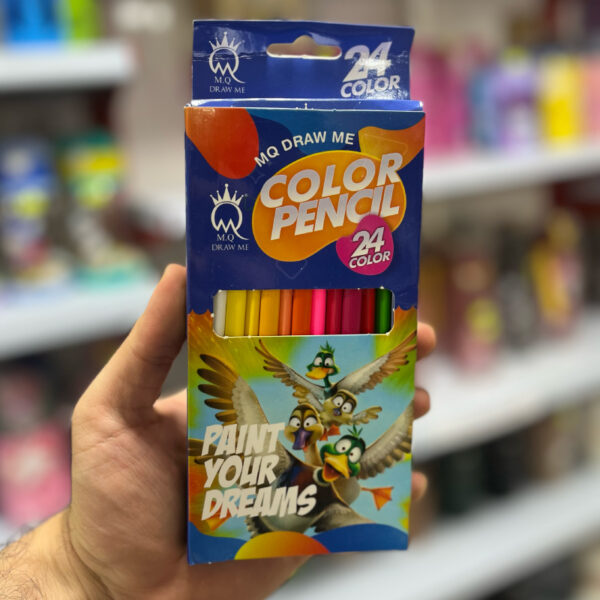 M.Q
DRAW ME
24
COLOR
MQ DRAW ME
COLOR
PENCIL
24
COLOR
M.Q
DRAW ME
PAINT
YOUR
DREAMS